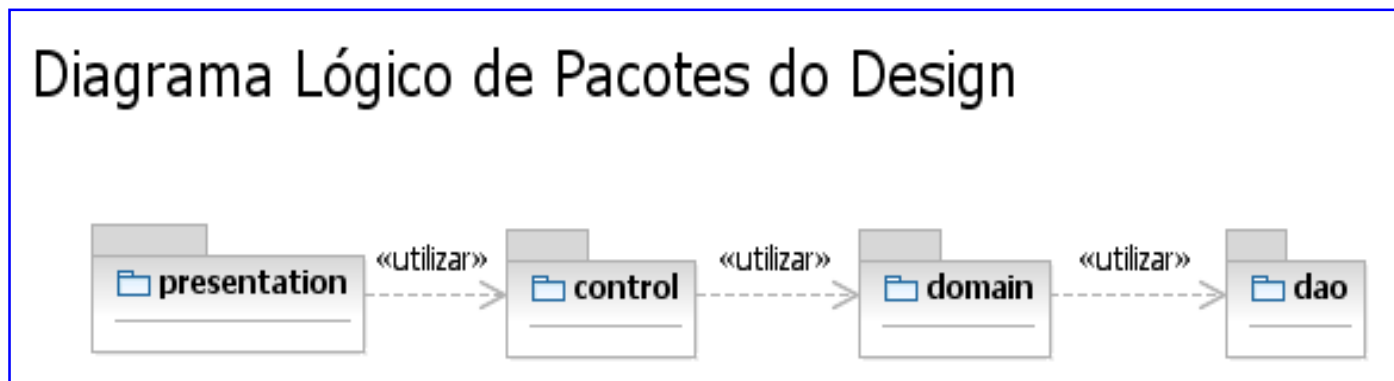 Diagrama Lógico de Pacotes do Design
«utilizar» «utilizar» «utilizar»
presentation control domain dao